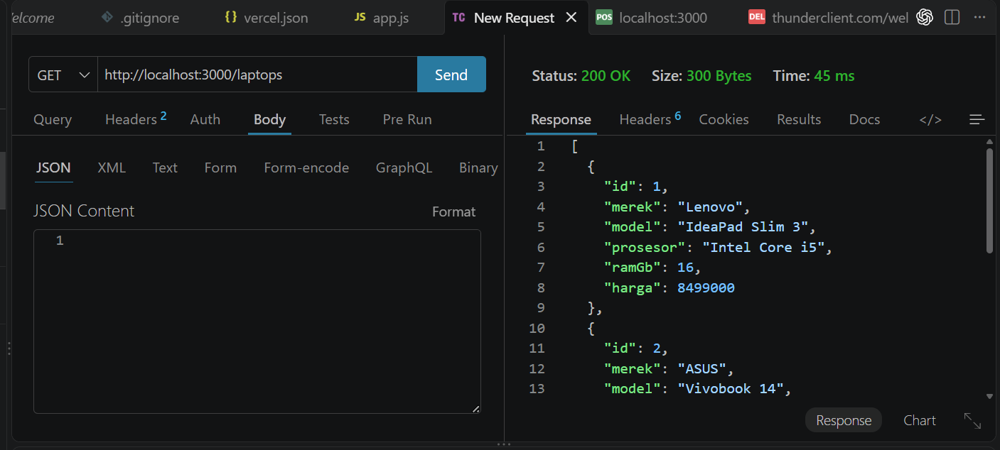 elcome .gitignore {} vercel.json JS app.js TC New Request POS localhost:3000 DEL thunderclient.com/wel
GET http://localhost:3000/laptops Send
Query Headers 2 Auth Body Tests Pre Run
JSON XML Text Form Form-encode GraphQL Binary
JSON Content Format
1
Status: 200 OK Size: 300 Bytes Time: 45 ms
Response Headers 6 Cookies Results Docs </>
1 [
2 {
3 "id": 1,
4 "merek": "Lenovo",
5 "model": "IdeaPad Slim 3",
6 "prosesor": "Intel Core i5",
7 "ramGb": 16,
8 "harga": 8499000
9 },
10 {
11 "id": 2,
12 "merek": "ASUS",
13 "model": "Vivobook 14",
Response Chart